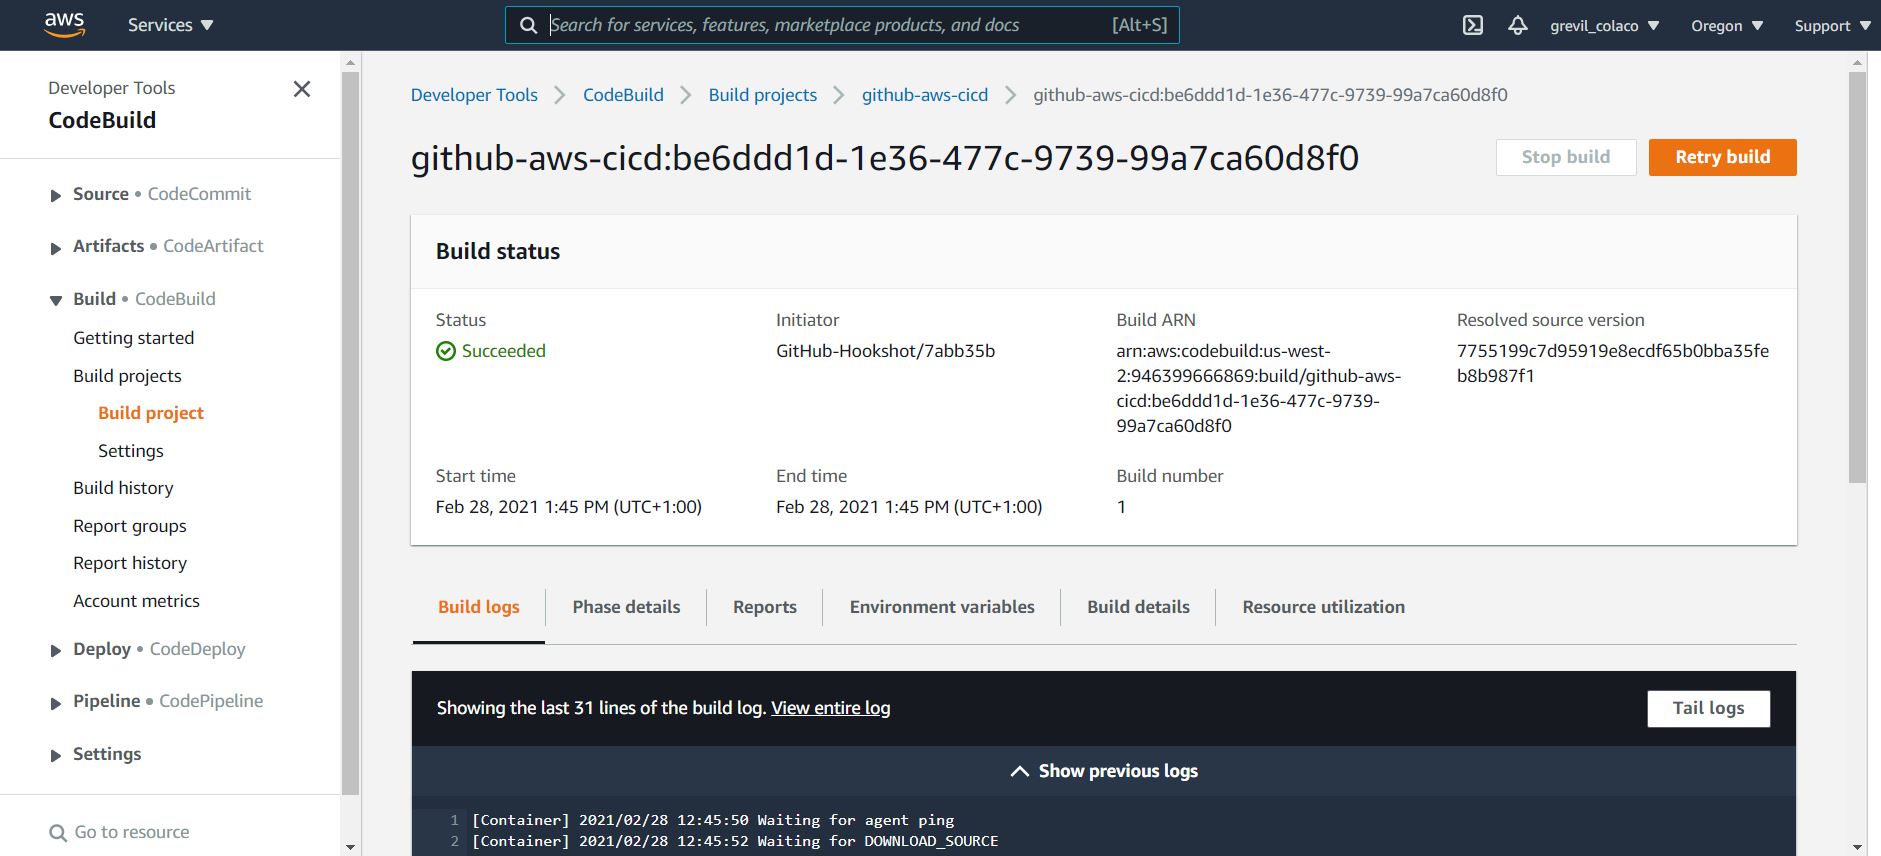 aws Services Search for services, features, marketplace products, and docs [Alt+S] grevil_colaco Oregon Support
Developer Tools
CodeBuild
Source • CodeCommit
Artifacts • CodeArtifact
Build • CodeBuild
Getting started
Build projects
Build project
Settings
Build history
Report groups
Report history
Account metrics
Deploy • CodeDeploy
Pipeline • CodePipeline
Settings
Go to resource
Developer Tools CodeBuild Build projects github-aws-cicd github-aws-cicd:be6ddd1d-1e36-477c-9739-99a7ca60d8f0
github-aws-cicd:be6ddd1d-1e36-477c-9739-99a7ca60d8f0 Stop build Retry build
Build status
Status
Succeeded
Initiator
GitHub-Hookshot/7abb35b
Build ARN
arn:aws:codebuild:us-west-
2:946399666869:build/github-aws-
cicd:be6ddd1d-1e36-477c-9739-
99a7ca60d8f0
Resolved source version
7755199c7d95919e8ecdf65b0bba35fe
b8b987f1
Start time
Feb 28, 2021 1:45 PM (UTC+1:00)
End time
Feb 28, 2021 1:45 PM (UTC+1:00)
Build number
1
Build logs Phase details Reports Environment variables Build details Resource utilization
Showing the last 31 lines of the build log. View entire log Tail logs
Show previous logs
1 [Container] 2021/02/28 12:45:50 Waiting for agent ping
2 [Container] 2021/02/28 12:45:52 Waiting for DOWNLOAD_SOURCE